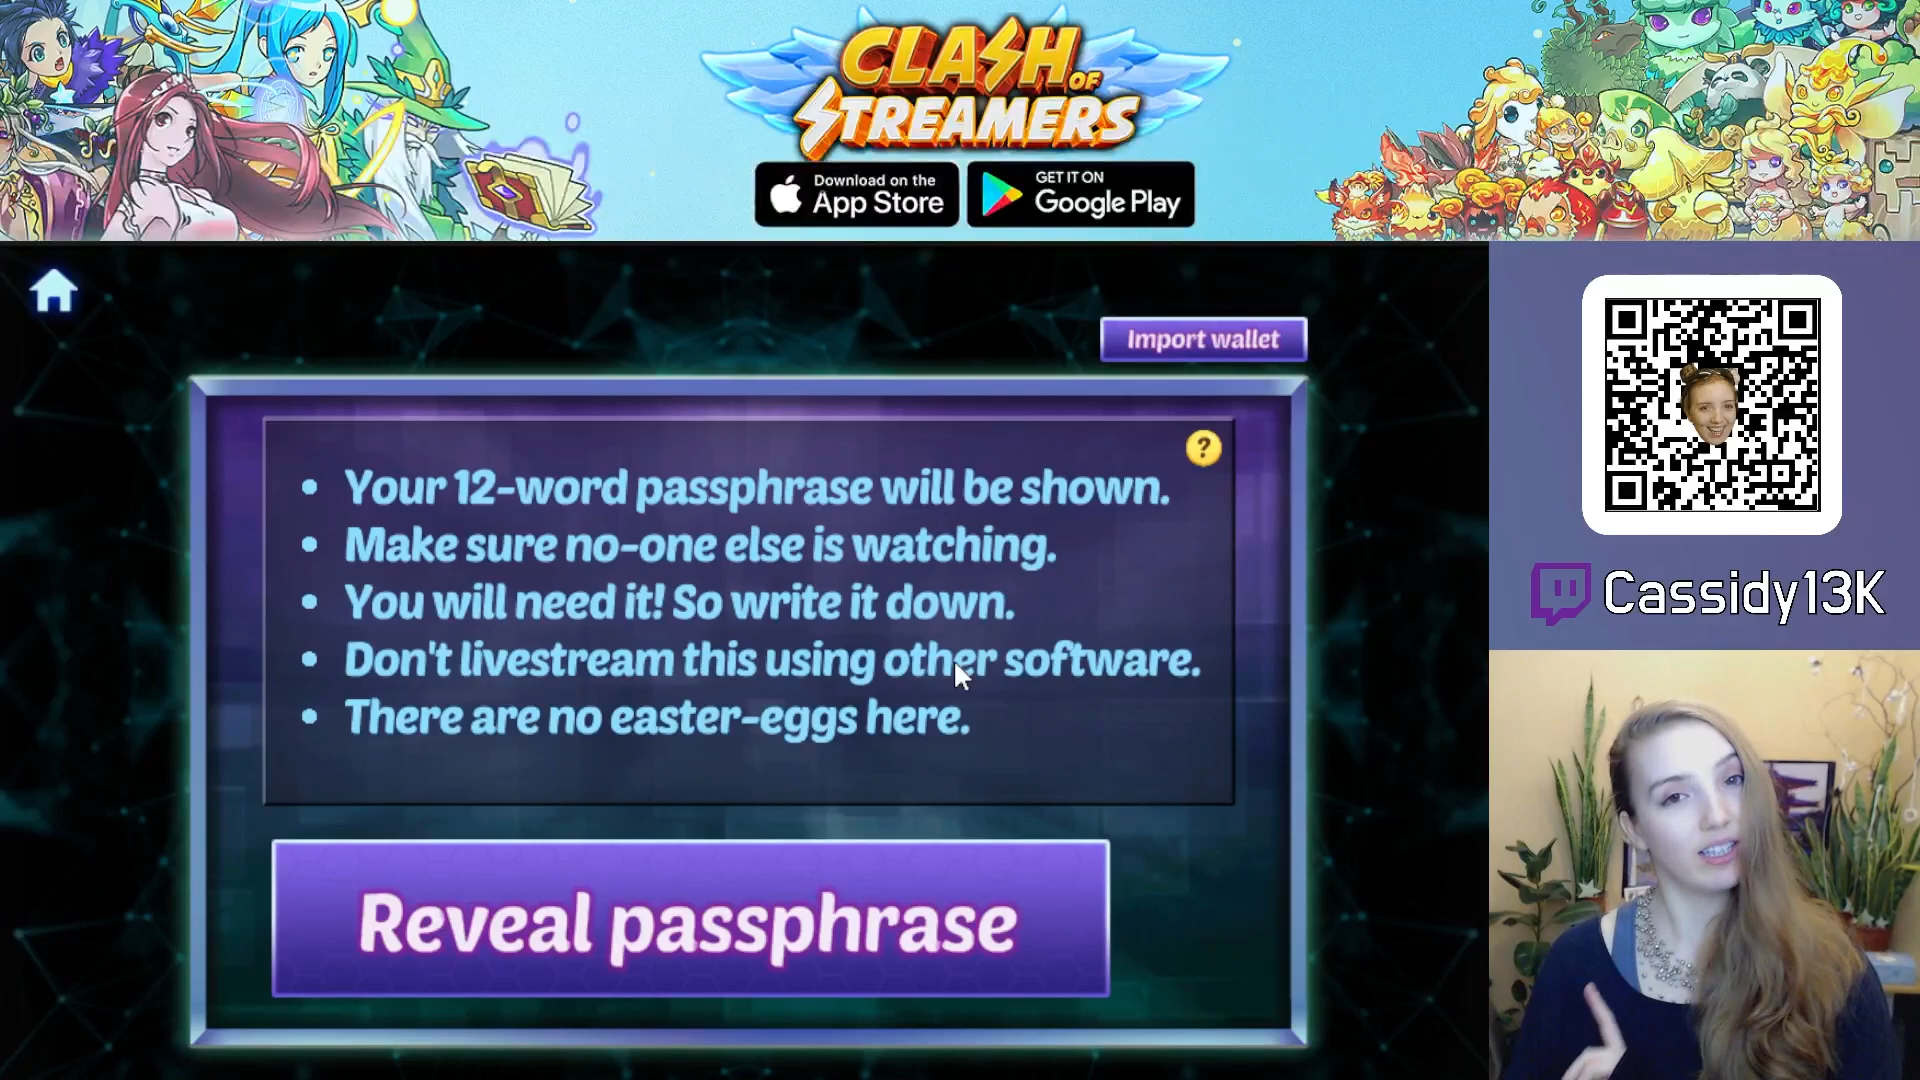 CLASH OF
STREAMERS
Download on the
App Store
GET IT ON
Google Play
Import wallet
?
• Your 12-word passphrase will be shown.
• Make sure no-one else is watching.
• You will need it! So write it down.
• Don't livestream this using other software.
• There are no easter-eggs here.
Reveal passphrase
Cassidy13K